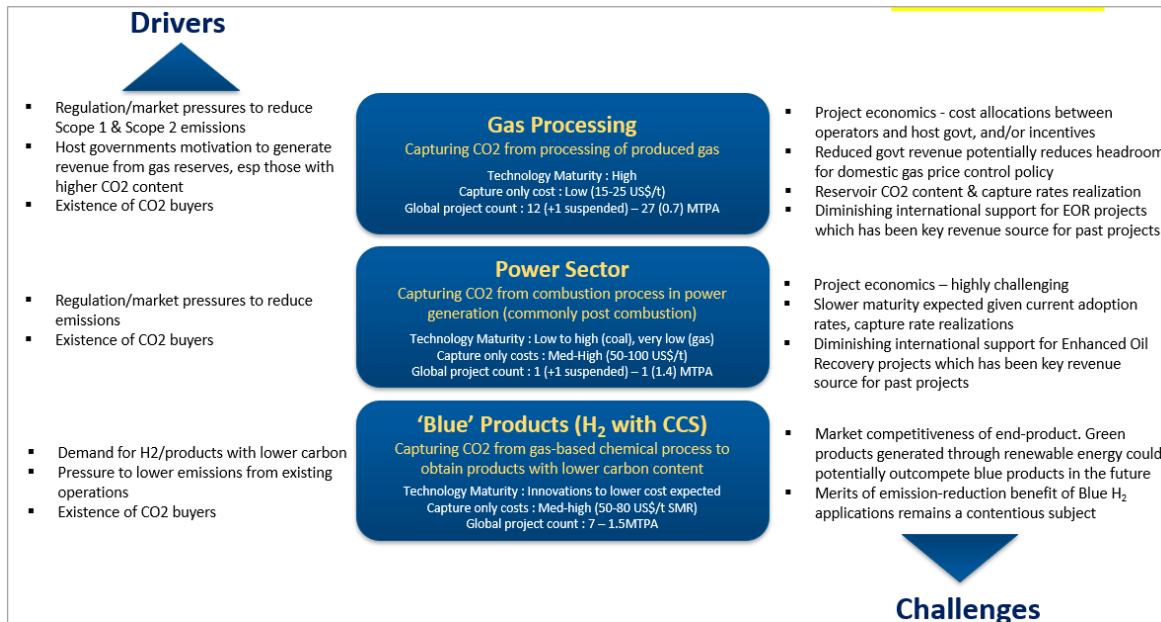 Drivers
▪ Regulation/market pressures to reduce
Scope 1 & Scope 2 emissions
▪ Host governments motivation to generate
revenue from gas reserves, esp those with
higher CO2 content
▪ Existence of CO2 buyers
Gas Processing
Capturing CO2 from processing of produced gas
Technology Maturity : High
Capture only cost : Low (15-25 US$/t)
Global project count : 12 (+1 suspended) – 27 (0.7) MTPA
▪ Project economics - cost allocations between
operators and host govt, and/or incentives
▪ Reduced govt revenue potentially reduces headroom
for domestic gas price control policy
▪ Reservoir CO2 content & capture rates realization
▪ Diminishing international support for EOR projects
which has been key revenue source for past projects
▪ Regulation/market pressures to reduce
emissions
▪ Existence of CO2 buyers
Power Sector
Capturing CO2 from combustion process in power
generation (commonly post combustion)
Technology Maturity : Low to high (coal), very low (gas)
Capture only costs : Med-High (50-100 US$/t)
Global project count : 1 (+1 suspended) – 1 (1.4) MTPA
▪ Project economics – highly challenging
▪ Slower maturity expected given current adoption
rates, capture rate realizations
▪ Diminishing international support for Enhanced Oil
Recovery projects which has been key revenue
source for past projects
▪ Demand for H2/products with lower carbon
▪ Pressure to lower emissions from existing
operations
▪ Existence of CO2 buyers
‘Blue’ Products (H₂ with CCS)
Capturing CO2 from gas-based chemical process to
obtain products with lower carbon content
Technology Maturity : Innovations to lower cost expected
Capture only costs : Med-high (50-80 US$/t SMR)
Global project count : 7 – 1.5MTPA
▪ Market competitiveness of end-product. Green
products generated through renewable energy could
potentially outcompete blue products in the future
▪ Merits of emission-reduction benefit of Blue H₂
applications remains a contentious subject
Challenges